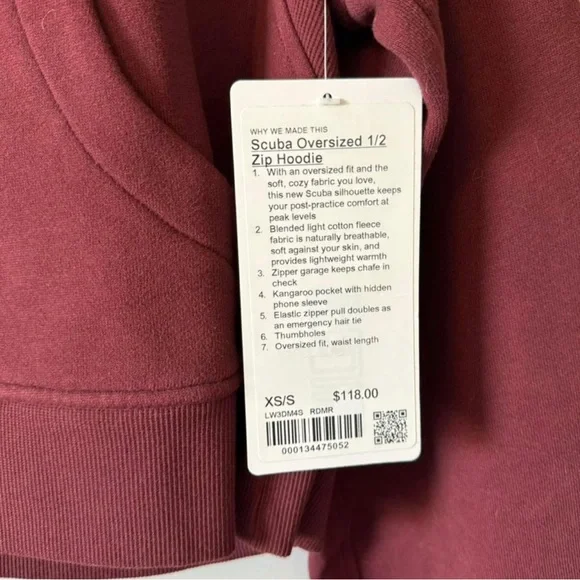 WHY WE MADE THIS
Scuba Oversized 1/2
Zip Hoodie
1. With an oversized fit and the
soft, cozy fabric you love,
this new Scuba silhouette keeps
your post-practice comfort at
peak levels
2. Blended light cotton fleece
fabric is naturally breathable,
soft against your skin, and
provides lightweight warmth
3. Zipper garage keeps chafe in
check
4. Kangaroo pocket with hidden
phone sleeve
5. Elastic zipper pull doubles as
an emergency hair tie
6. Thumbholes
7. Oversized fit, waist length
XS/S $118.00
LW3DM4S RDMR
000134475052